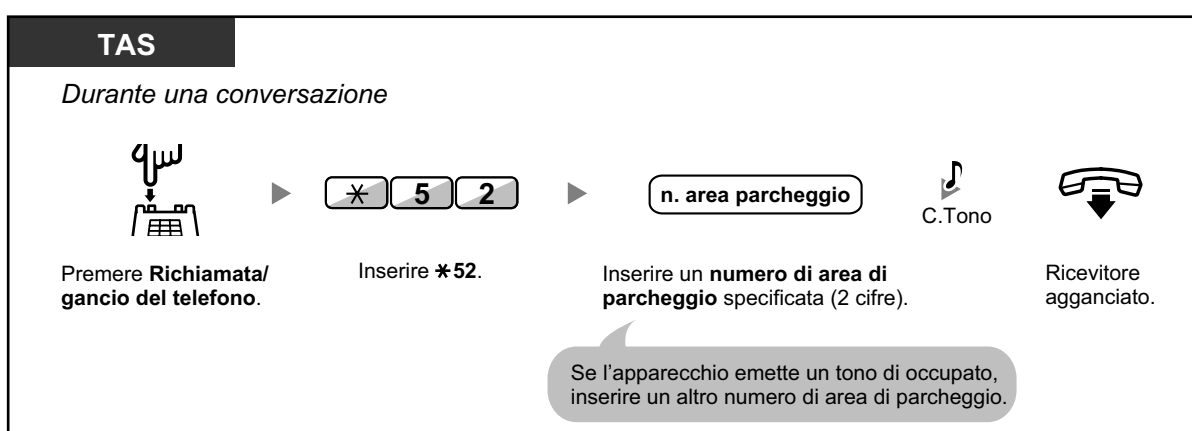 TAS
Durante una conversazione
* 5 2
n. area parcheggio
C.Tono
Premere Richiamata/
gancio del telefono.
Inserire *52.
Inserire un numero di area di
parcheggio specificata (2 cifre).
Ricevitore
agganciato.
Se l'apparecchio emette un tono di occupato,
inserire un altro numero di area di parcheggio.